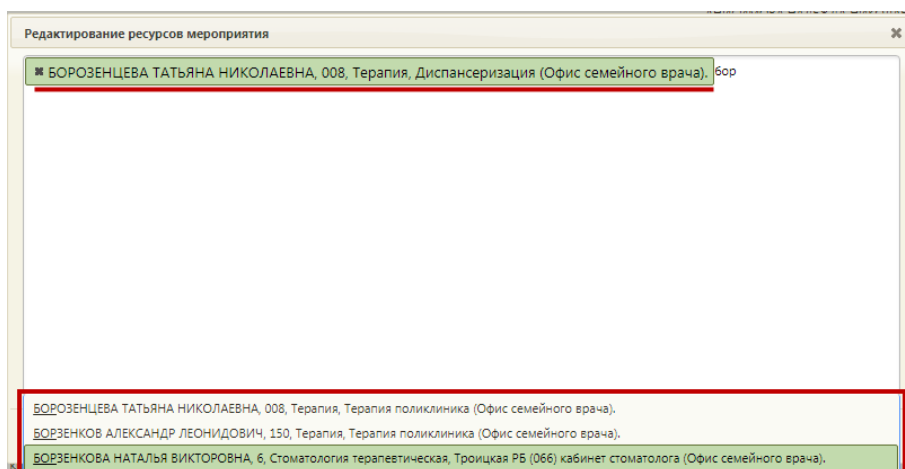 Редактирование ресурсов мероприятия
БОРОЗЕНЦЕВА ТАТЬЯНА НИКОЛАЕВНА, 008, Терапия, Диспансеризация (Офис семейного врача). бор
БОРОЗЕНЦЕВА ТАТЬЯНА НИКОЛАЕВНА, 008, Терапия, Терапия поликлиника (Офис семейного врача).
БОРЗЕНКОВ АЛЕКСАНДР ЛЕОНИДОВИЧ, 150, Терапия, Терапия поликлиника (Офис семейного врача).
БОРЗЕНКОВА НАТАЛЬЯ ВИКТОРОВНА, 6, Стоматология терапевтическая, Троицкая РБ (066) кабинет стоматолога (Офис семейного врача).